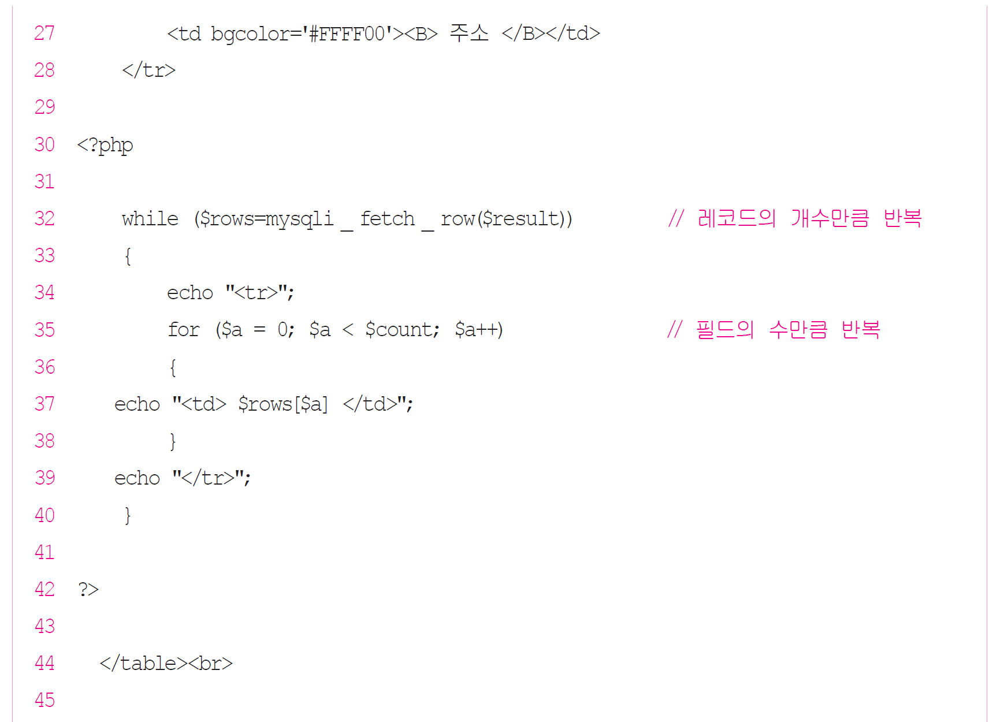 27 <td bgcolor='#FFFF00'><B> 주소 </B></td>
28 </tr>
29
30 <?php
31
32 while ($rows=mysqli_fetch_row($result)) // 레코드의 개수만큼 반복
33 {
34 echo "<tr>";
35 for ($a = 0; $a < $count; $a++) // 필드의 수만큼 반복
36 {
37 echo "<td> $rows[$a] </td>";
38 }
39 echo "</tr>";
40 }
41
42 ?>
43
44 </table><br>
45